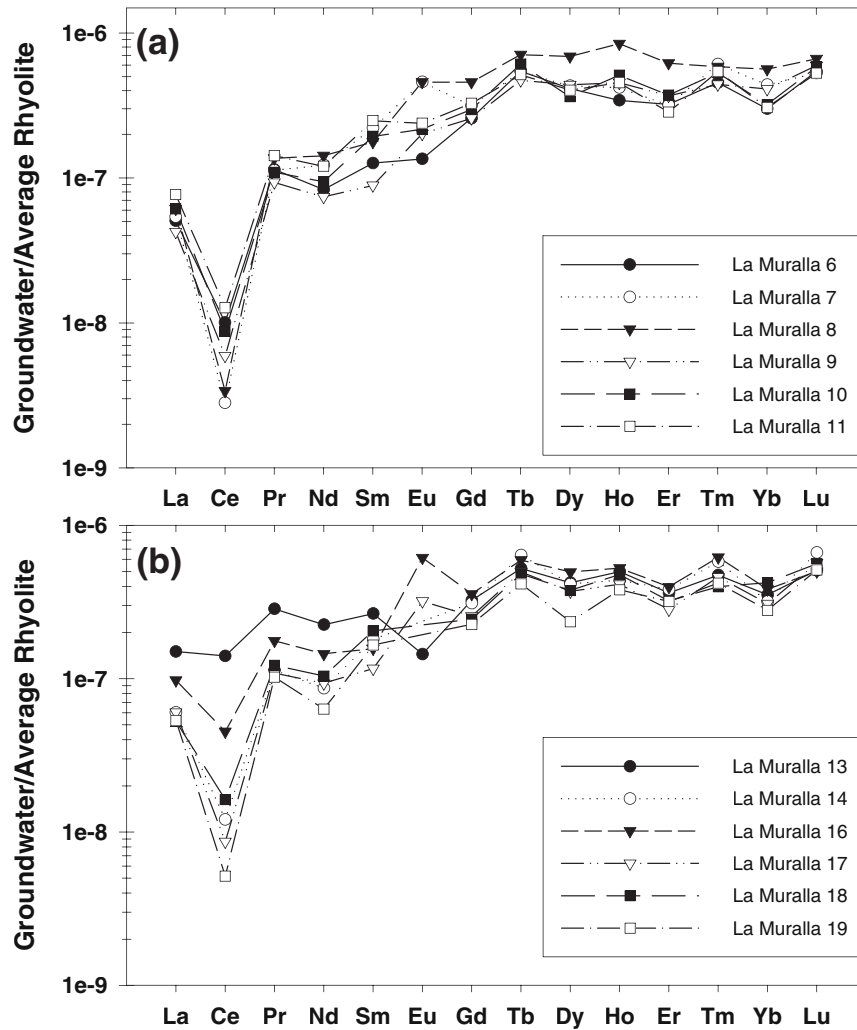 (a)
Groundwater/Average Rhyolite
1e-6
1e-7
1e-8
1e-9
La Muralla 6
La Muralla 7
La Muralla 8
La Muralla 9
La Muralla 10
La Muralla 11
La Ce Pr Nd Sm Eu Gd Tb Dy Ho Er Tm Yb Lu
(b)
Groundwater/Average Rhyolite
1e-6
1e-7
1e-8
1e-9
La Muralla 13
La Muralla 14
La Muralla 16
La Muralla 17
La Muralla 18
La Muralla 19
La Ce Pr Nd Sm Eu Gd Tb Dy Ho Er Tm Yb Lu